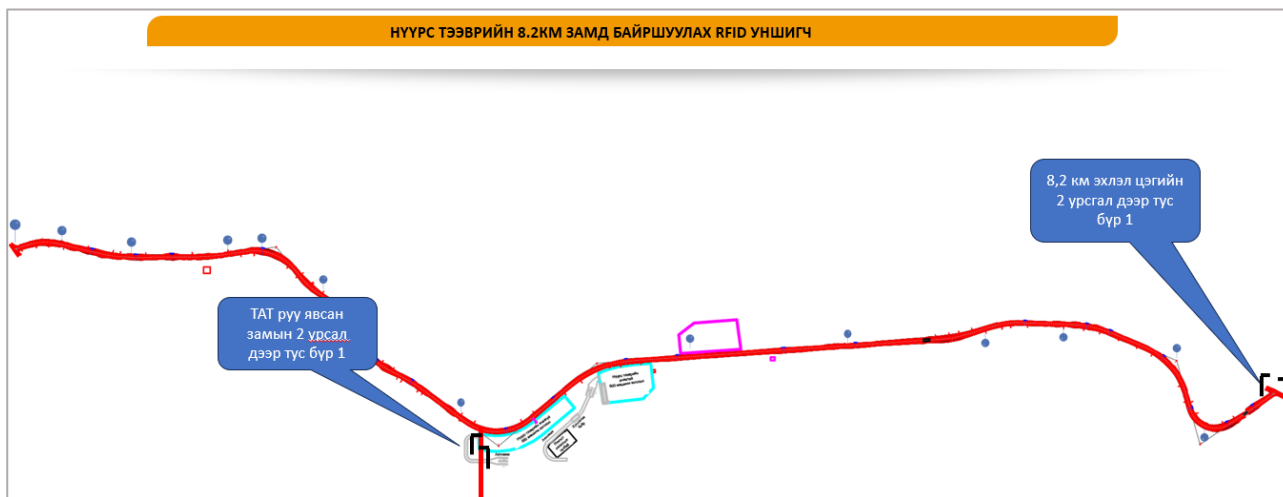 НҮҮРС ТЭЭВРИЙН 8.2КМ ЗАМД БАЙРШУУЛАХ RFID УНШИГЧ
8,2 км эхлэл цэгийн
2 урсгал дээр тус
бүр 1
ТАТ руу явсан
замын 2 урсал
дээр тус бүр 1